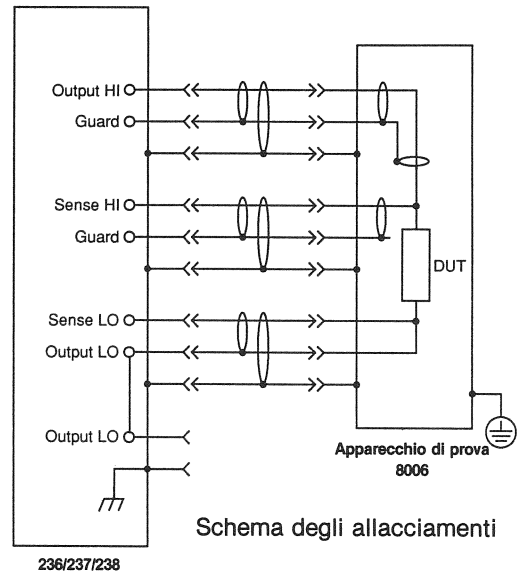 Output HI
Guard
Sense HI
Guard
DUT
Sense LO
Output LO
Output LO
Apparecchio di prova
8006
Schema degli allacciamenti
236/237/238